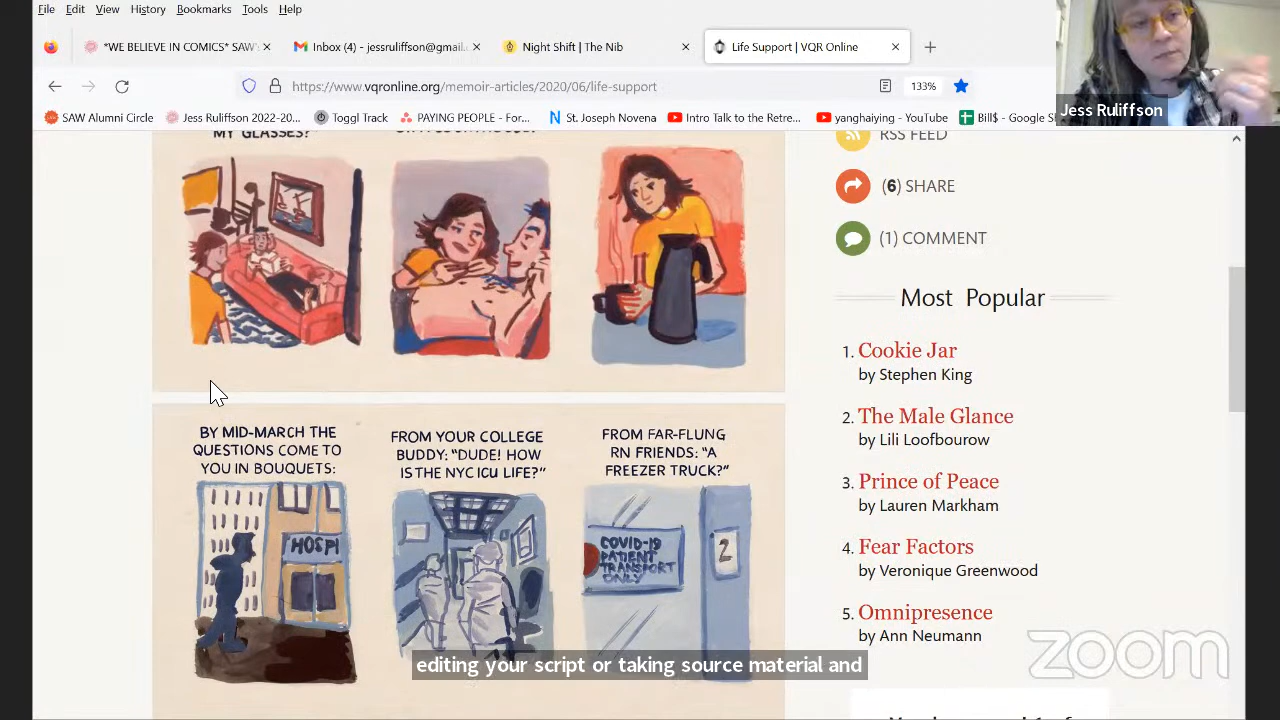 File Edit View History Bookmarks Tools Help
*WE BELIEVE IN COMICS* SAW'
Inbox (4) - jessruliffson@gmail.
Night Shift | The Nib
Life Support | VQR Online
https://www.vqronline.org/memoir-articles/2020/06/life-support
133%
SAW Alumni Circle
Jess Ruliffson 2021-20...
Toggl
PAYINC PEOPLE - For...
St. Joseph Novena
Intro Talk to the Retre...
yanghaiying - YouTube
Bill$ - Google S
Jess Ruliffson
MY GLASSES?
RSS FEED
(6) SHARE
(1) COMMENT
Most Popular
1. Cookie Jar
by Stephen King
2. The Male Glance
by Lili Loofbourow
3. Prince of Peace
by Lauren Markham
4. Fear Factors
by Veronique Greenwood
5. Omnipresence
by Ann Neumann
BY MID-MARCH THE
QUESTIONS COME TO
YOU IN BOUQUETS:
FROM YOUR COLLEGE
BUDDY: "DUDE! HOW
IS THE NYC ICU LIFE?"
FROM FAR-FLUNG
RN FRIENDS: "A
FREEZER TRUCK?"
HOSPI
COVID-19
PATIENT
TRANSPORT
ONLY
2
editing your script or taking source material and
zoom